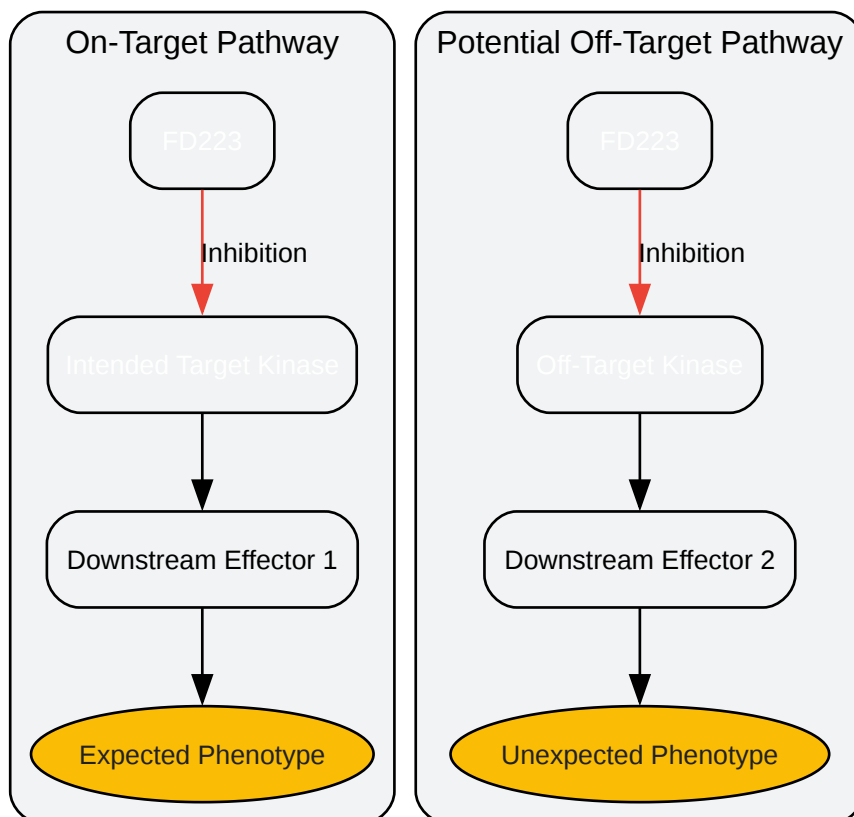 On-Target Pathway
FD223
Inhibition
Intended Target Kinase
Downstream Effector 1
Expected Phenotype
Potential Off-Target Pathway
FD223
Inhibition
Off-Target Kinase
Downstream Effector 2
Unexpected Phenotype